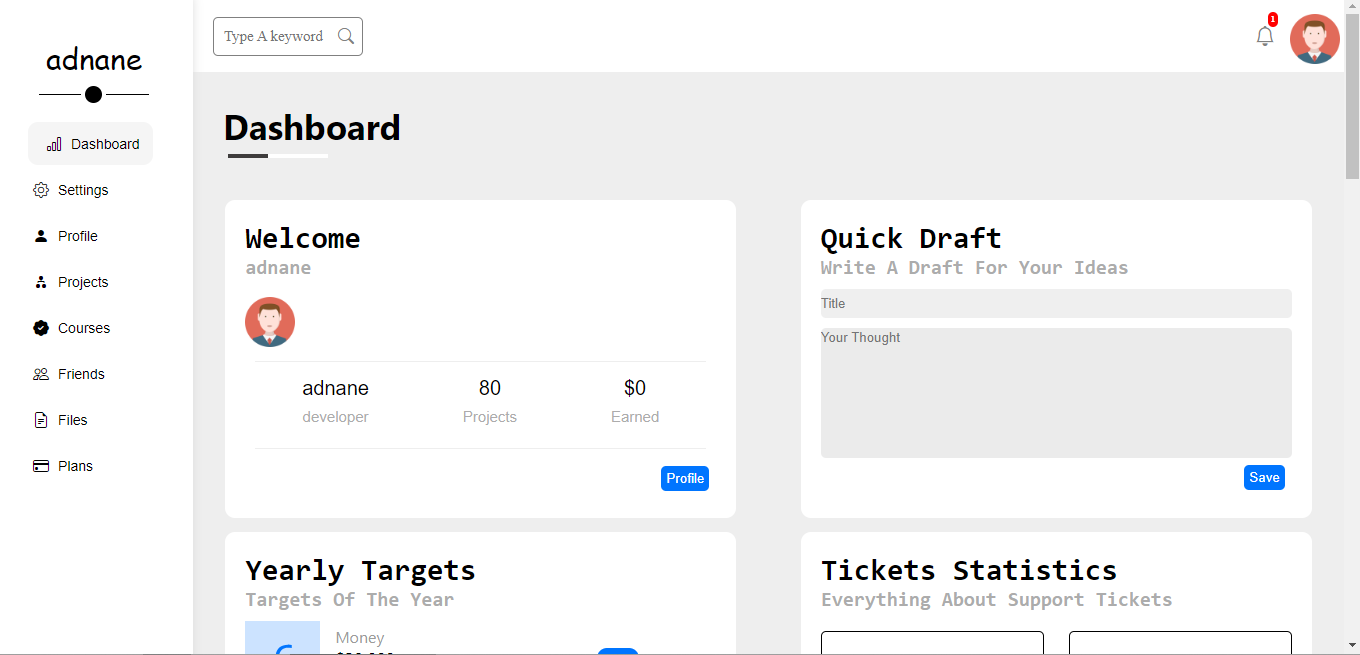 adnane
Type A keyword
1
Dashboard
Settings
Profile
Projects
Courses
Friends
Files
Plans
Dashboard
Welcome
adnane
adnane
80
$0
developer
Projects
Earned
Profile
Quick Draft
Write A Draft For Your Ideas
Title
Your Thought
Save
Yearly Targets
Targets Of The Year
Money
Tickets Statistics
Everything About Support Tickets